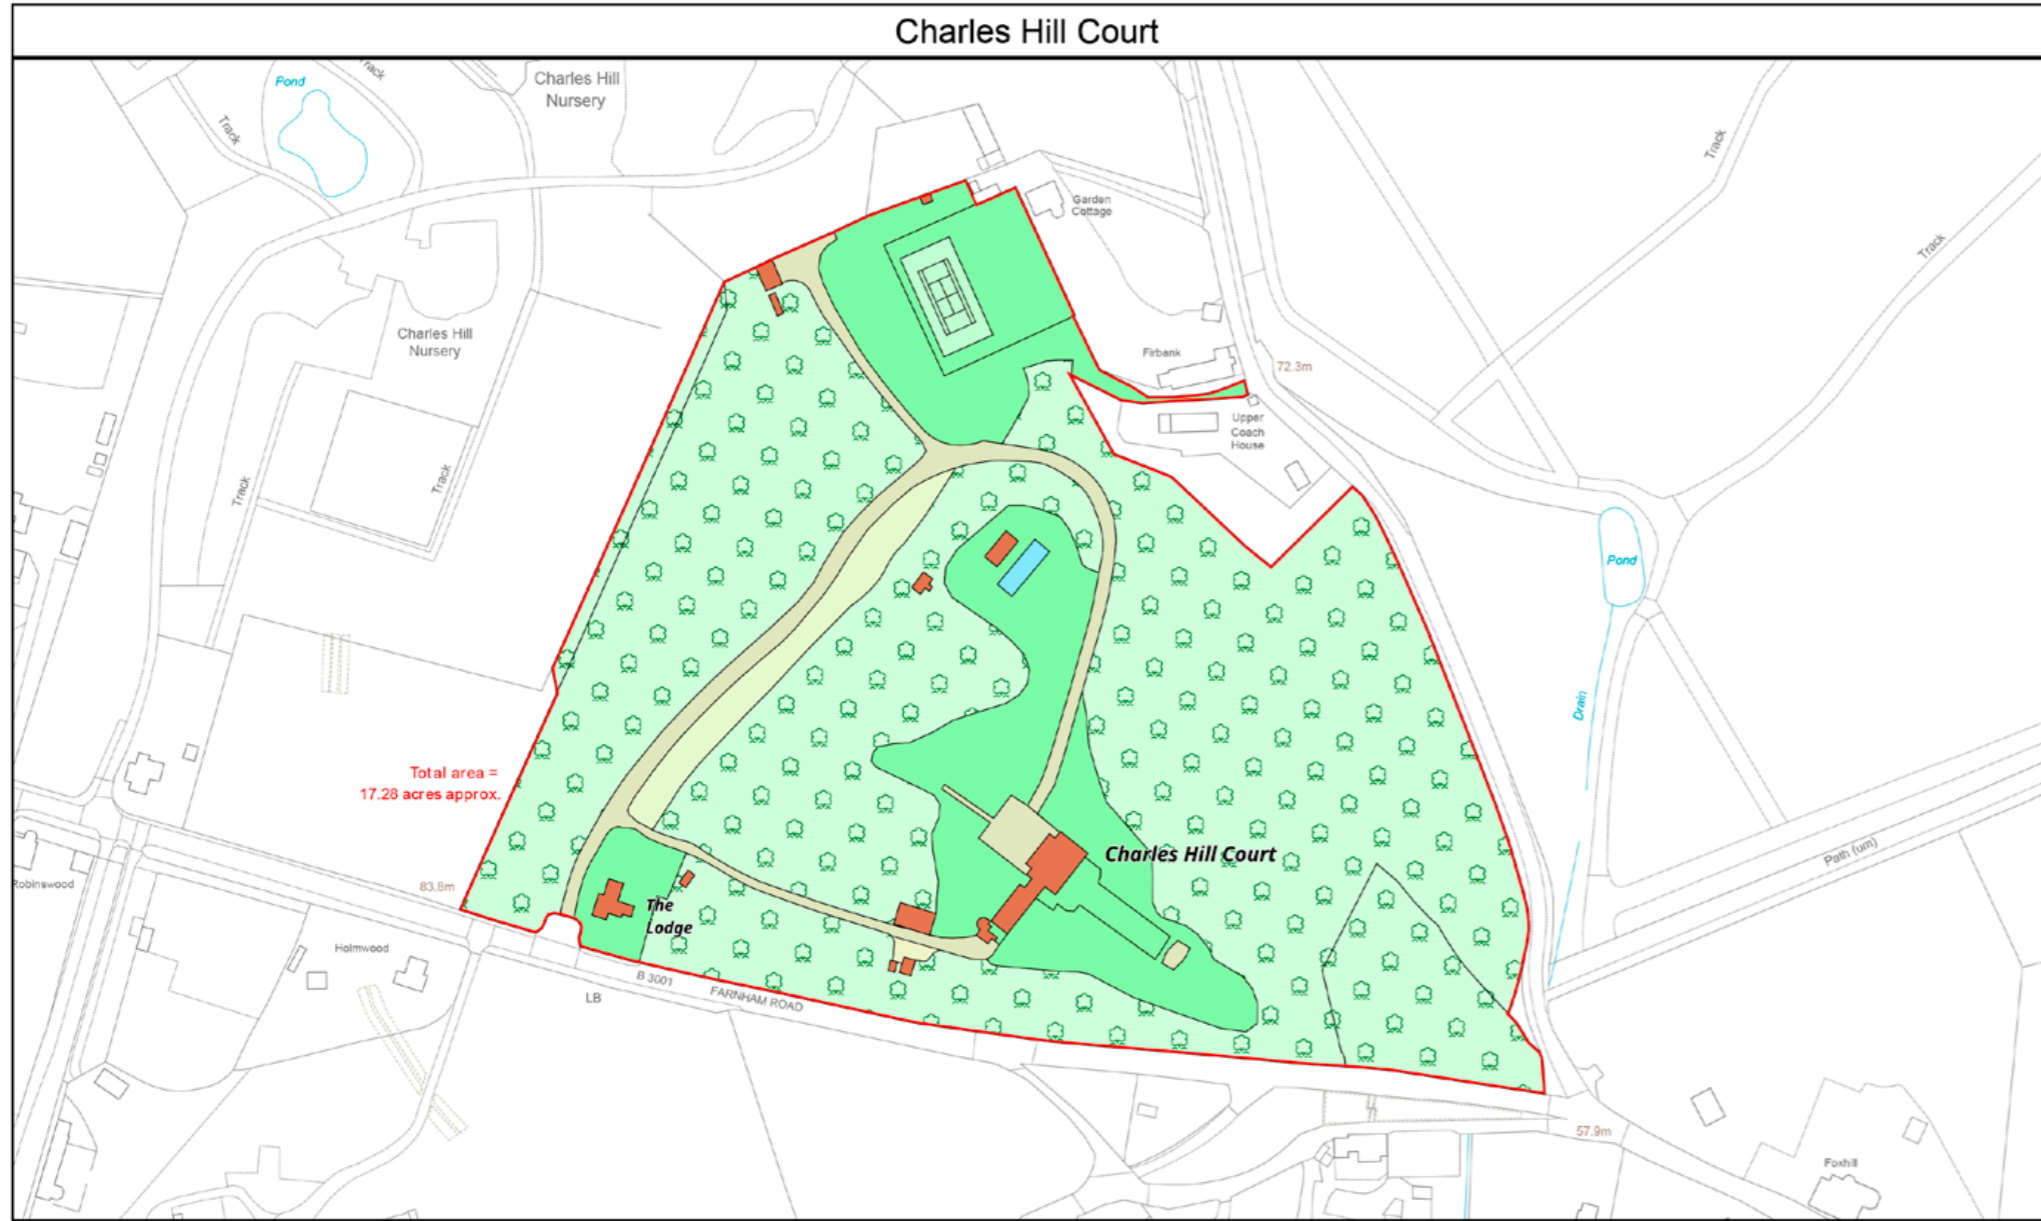 Charles Hill Court
Pond
Track
Charles Hill
Nursery
Track
Track
Garden
Cottage
Track
Charles Hill
Nursery
Firbank
72.3m
Upper
Coach
House
Track
Track
Pond
Drain
Total area =
17.28 acres approx.
83.8m
Robinswood
Charles Hill Court
Path (um)
The
Lodge
Holmwood
B 3001
FARNHAM ROAD
LB
57.9m
Foxhill